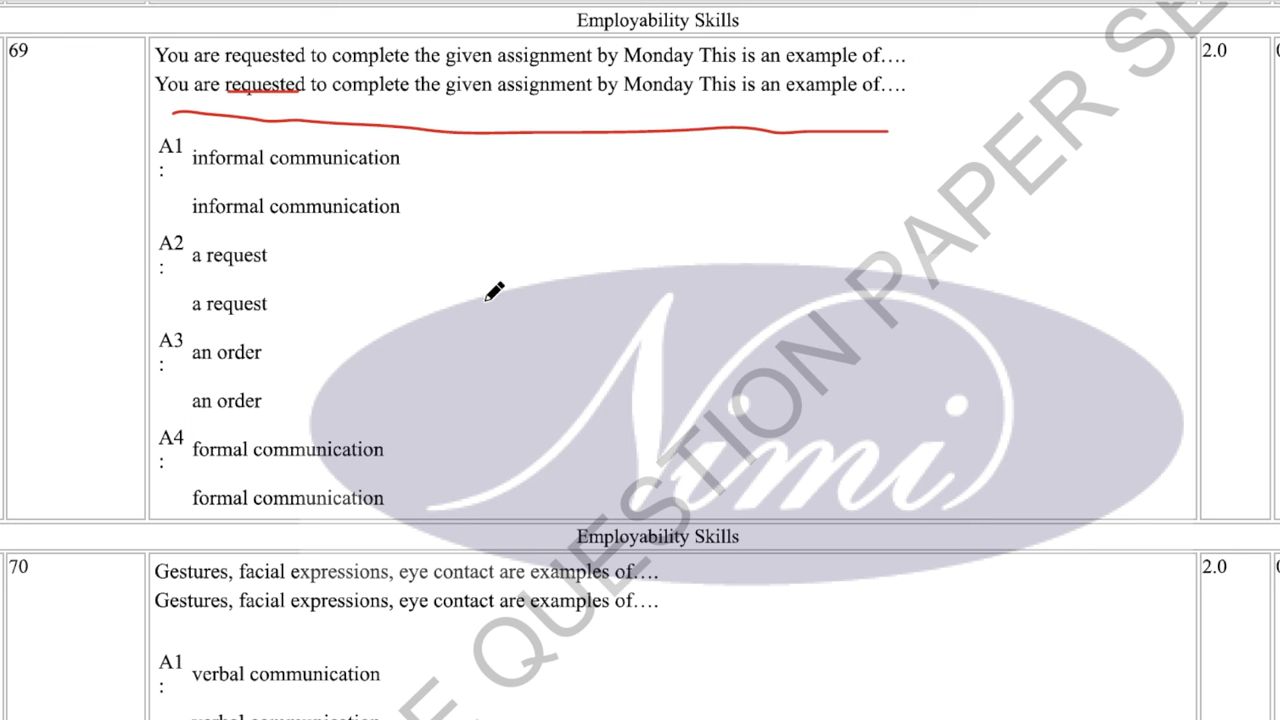 Employability Skills
69
You are requested to complete the given assignment by Monday This is an example of….
2.0
You are requested to complete the given assignment by Monday This is an example of….
A1
:
informal communication
informal communication
A2
:
a request
a request
A3
:
an order
an order
A4
:
formal communication
formal communication
Nimi
QUESTION PAPER
Employability Skills
70
Gestures, facial expressions, eye contact are examples of….
2.0
Gestures, facial expressions, eye contact are examples of….
A1
:
verbal communication
verbal communication